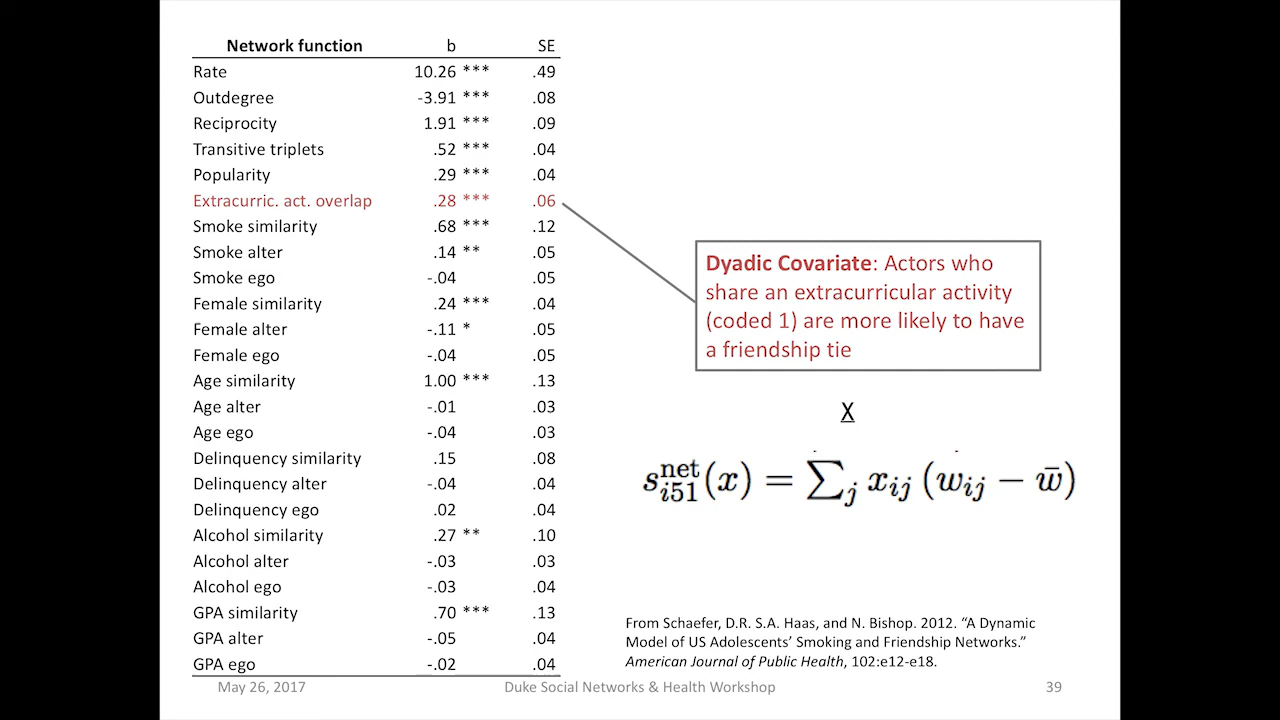 Network function b SE
Rate 10.26 *** .49
Outdegree -3.91 *** .08
Reciprocity 1.91 *** .09
Transitive triplets .52 *** .04
Popularity .29 *** .04
Extracurric. act. overlap .28 *** .06
Smoke similarity .68 *** .12
Smoke alter .14 ** .05
Smoke ego -.04 .05
Female similarity .24 *** .04
Female alter -.11 * .05
Female ego -.04 .05
Age similarity 1.00 *** .13
Age alter -.01 .03
Age ego -.04 .03
Delinquency similarity .15 .08
Delinquency alter -.04 .04
Delinquency ego .02 .04
Alcohol similarity .27 ** .10
Alcohol alter -.03 .03
Alcohol ego -.03 .04
GPA similarity .70 *** .13
GPA alter -.05 .04
GPA ego -.02 .04
Dyadic Covariate: Actors who
share an extracurricular activity
(coded 1) are more likely to have
a friendship tie
X
s_{i51}^{net}(x) = ∑_j x_{ij} (w_{ij} − w̄)
From Schaefer, D.R. S.A. Haas, and N. Bishop. 2012. “A Dynamic
Model of US Adolescents’ Smoking and Friendship Networks.”
American Journal of Public Health, 102:e12-e18.
May 26, 2017 Duke Social Networks & Health Workshop 39